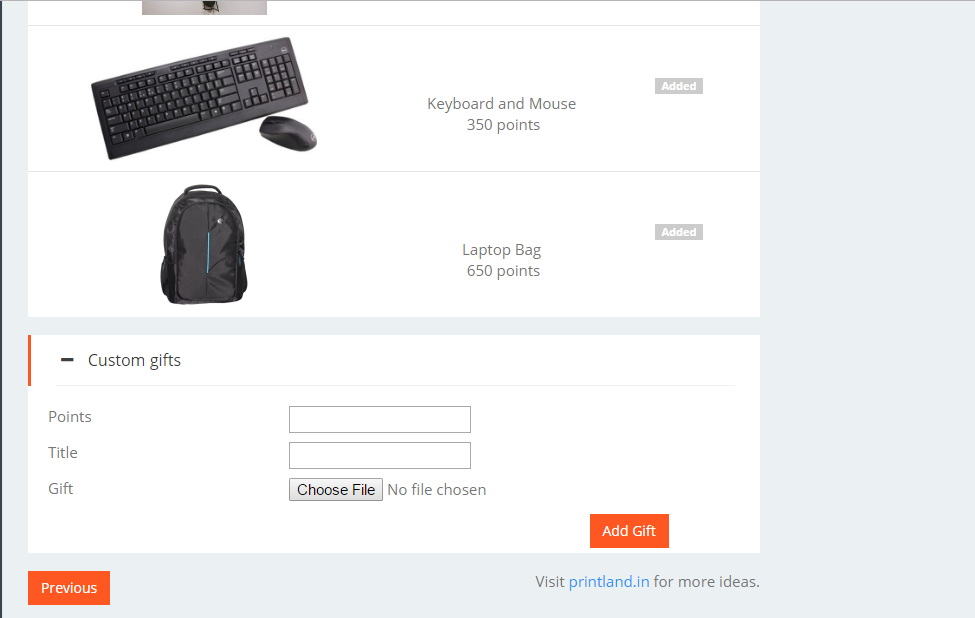 Added
Keyboard and Mouse
350 points
Added
Laptop Bag
650 points
Custom gifts
Points
Title
Gift
Choose File No file chosen
Add Gift
Previous
Visit printland.in for more ideas.